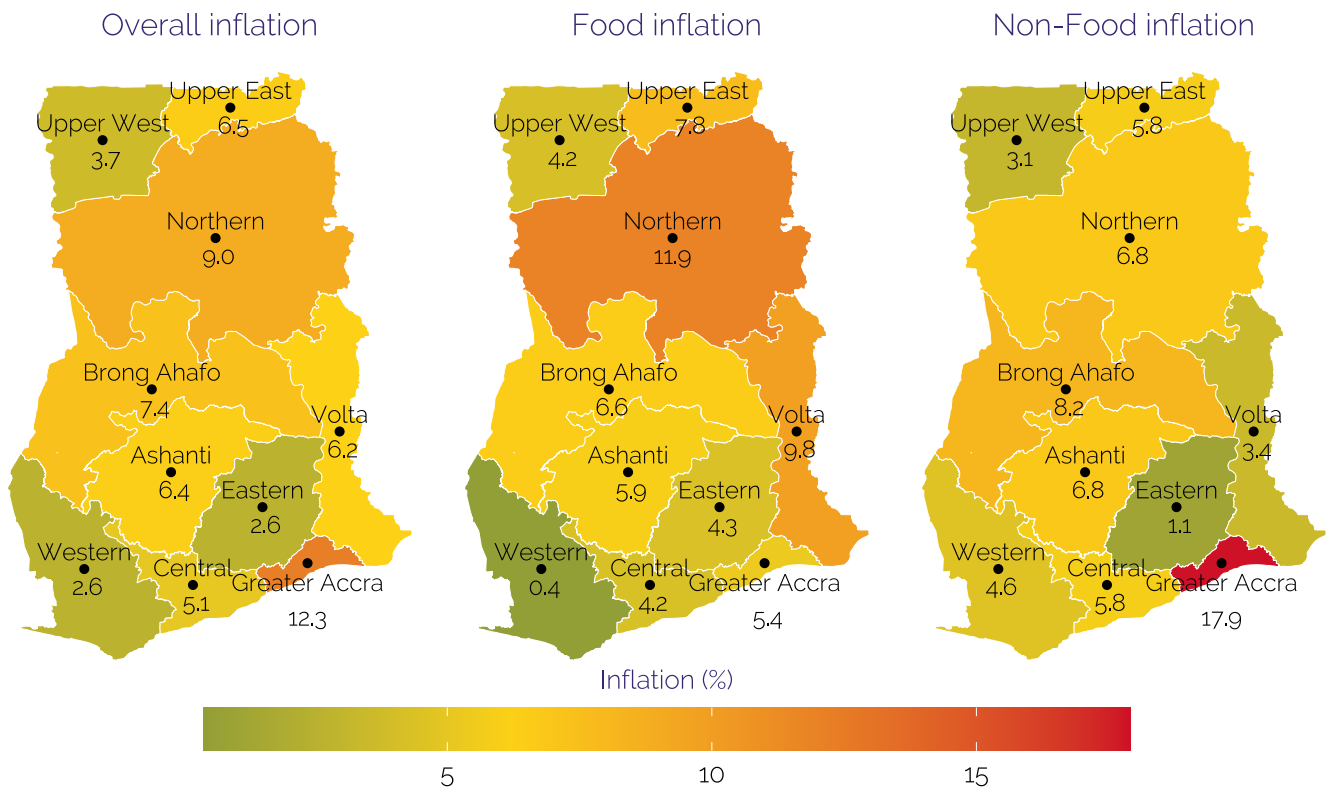 Overall inflation
Upper East
6.5
Upper West
3.7
Northern
9.0
Brong Ahafo
7.4
Volta
6.2
Ashanti
6.4
Eastern
2.6
Western
2.6
Central
5.1
Greater Accra
12.3
Food inflation
Upper East
7.8
Upper West
4.2
Northern
11.9
Brong Ahafo
6.6
Volta
9.8
Ashanti
5.9
Eastern
4.3
Western
0.4
Central
4.2
Greater Accra
5.4
Non-Food inflation
Upper East
5.8
Upper West
3.1
Northern
6.8
Brong Ahafo
8.2
Volta
3.4
Ashanti
6.8
Eastern
1.1
Western
4.6
Central
5.8
Greater Accra
17.9
Inflation (%)
5 10 15